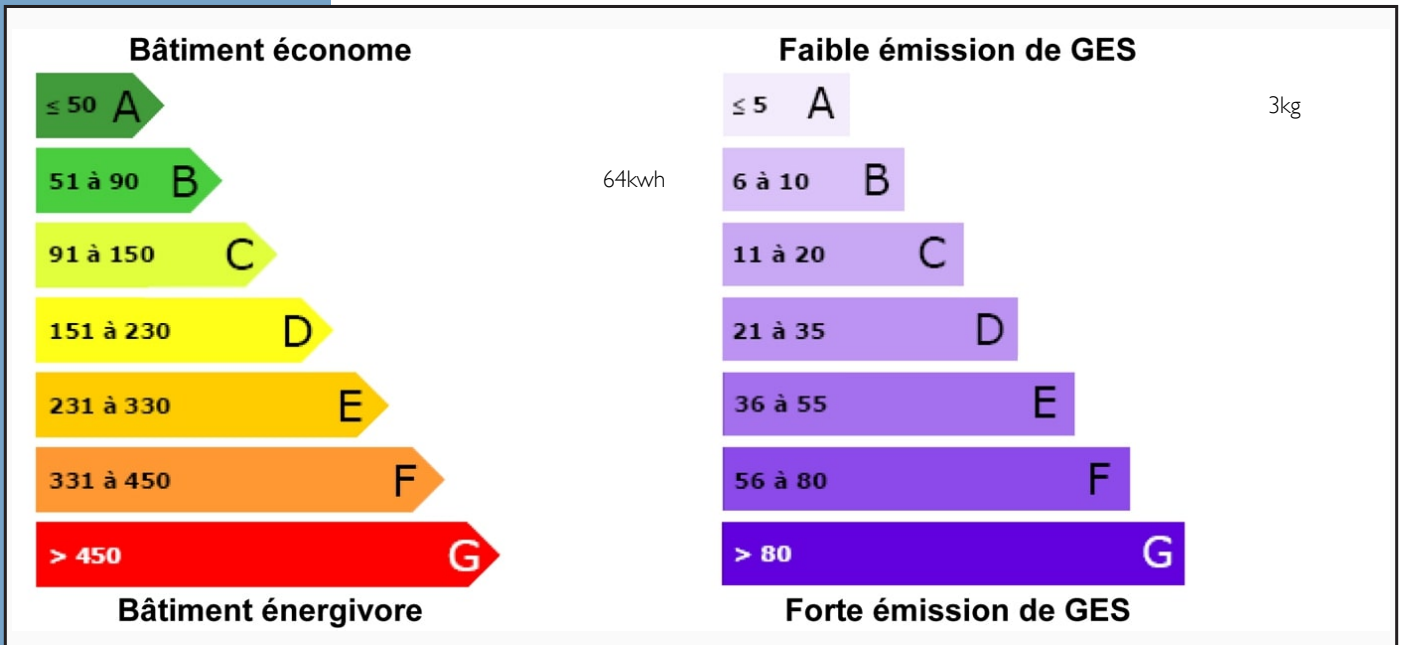 Bâtiment économe
≤ 50 A
51 à 90 B
64kwh
91 à 150 C
151 à 230 D
231 à 330 E
331 à 450 F
> 450 G
Bâtiment énergivore
Faible émission de GES
≤ 5 A
3kg
6 à 10 B
11 à 20 C
21 à 35 D
36 à 55 E
56 à 80 F
> 80 G
Forte émission de GES